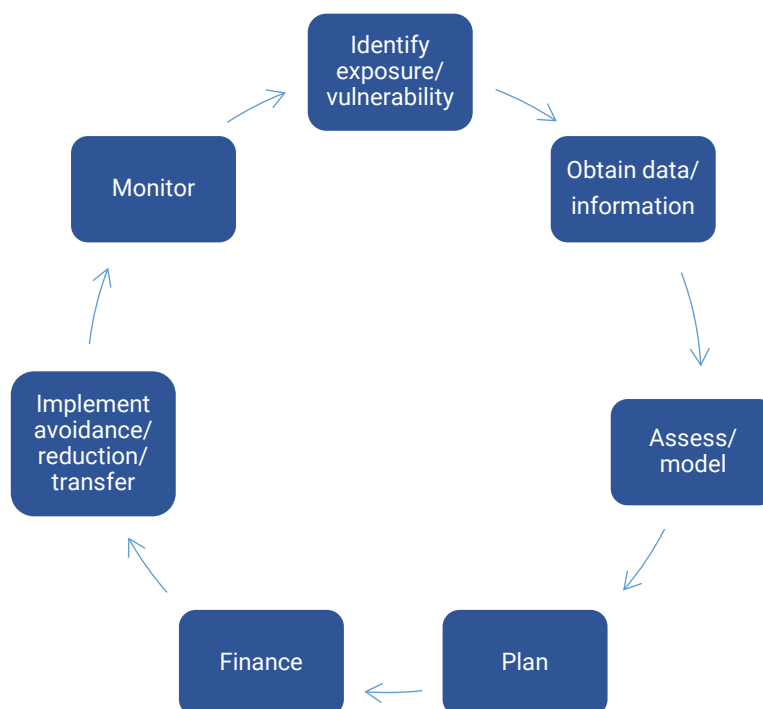 Identify
exposure/
vulnerability
Obtain data/
information
Assess/
model
Plan
Finance
Implement
avoidance/
reduction/
transfer
Monitor